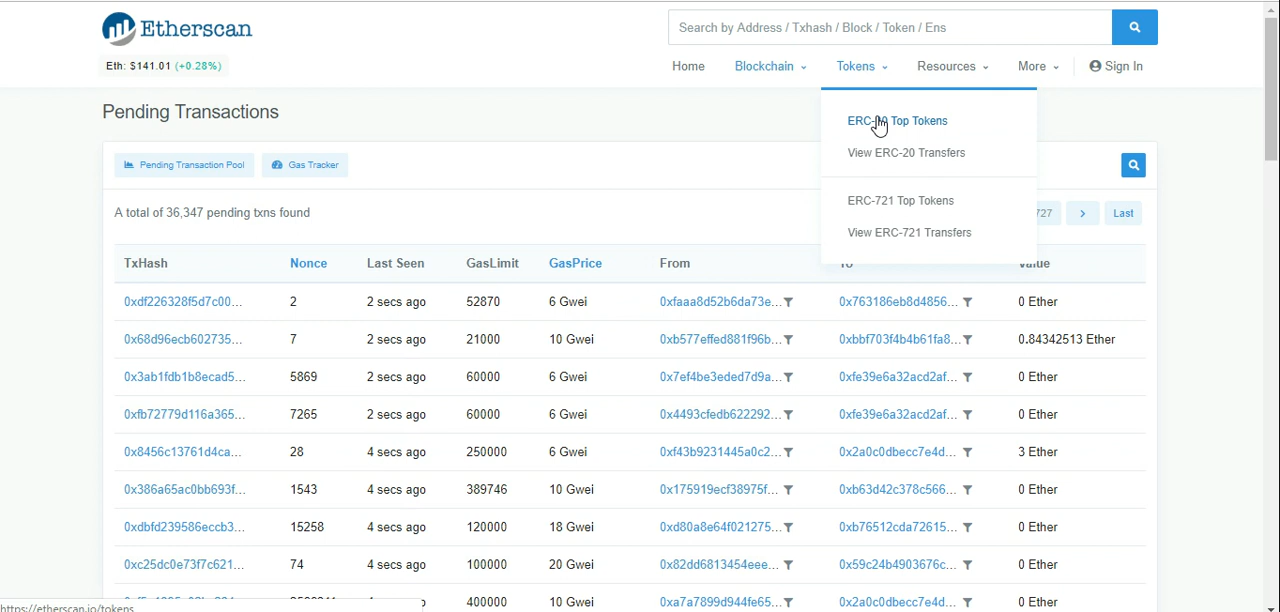 Etherscan
Search by Address / Txhash / Block / Token / Ens
Eth: $141.01 (+0.28%)
Home Blockchain Tokens Resources More Sign In
Pending Transactions
ERC-20 Top Tokens
View ERC-20 Transfers
ERC-721 Top Tokens
View ERC-721 Transfers
Pending Transaction Pool Gas Tracker
A total of 36,347 pending txns found
727 > Last
TxHash Nonce Last Seen GasLimit GasPrice From To Value
0xdf226328f5d7c00... 2 2 secs ago 52870 6 Gwei 0xfaaa8d52b6da73e... 0x763186eb8d4856... 0 Ether
0x68d96ecb602735... 7 2 secs ago 21000 10 Gwei 0xb577effed881f96b... 0xbbf703f4b4b61fa8... 0.84342513 Ether
0x3ab1fdb1b8ecad5... 5869 2 secs ago 60000 6 Gwei 0x7ef4be3eded7d9a... 0xfe39e6a32acd2af... 0 Ether
0xfb72779d116a365... 7265 2 secs ago 60000 6 Gwei 0x4493cfedb622292... 0xfe39e6a32acd2af... 0 Ether
0x8456c13761d4ca... 28 4 secs ago 250000 6 Gwei 0xf43b9231445a0c2... 0x2a0c0dbecc7e4d... 3 Ether
0x386a65ac0bb693f... 1543 4 secs ago 389746 10 Gwei 0x175919ecf38975f... 0xb63d42c378c566... 0 Ether
0xdbfd239586eccb3... 15258 4 secs ago 120000 18 Gwei 0xd80a8e64f021275... 0xb76512cda72615... 0 Ether
0xc25dc0e73f7c621... 74 4 secs ago 100000 20 Gwei 0x82dd6813454eee... 0x59c24b4903676c... 0 Ether
400000 10 Gwei 0xa7a7899d944fe65... 0x2a0c0dbecc7e4d... 0 Ether
https://etherscan.io/tokens